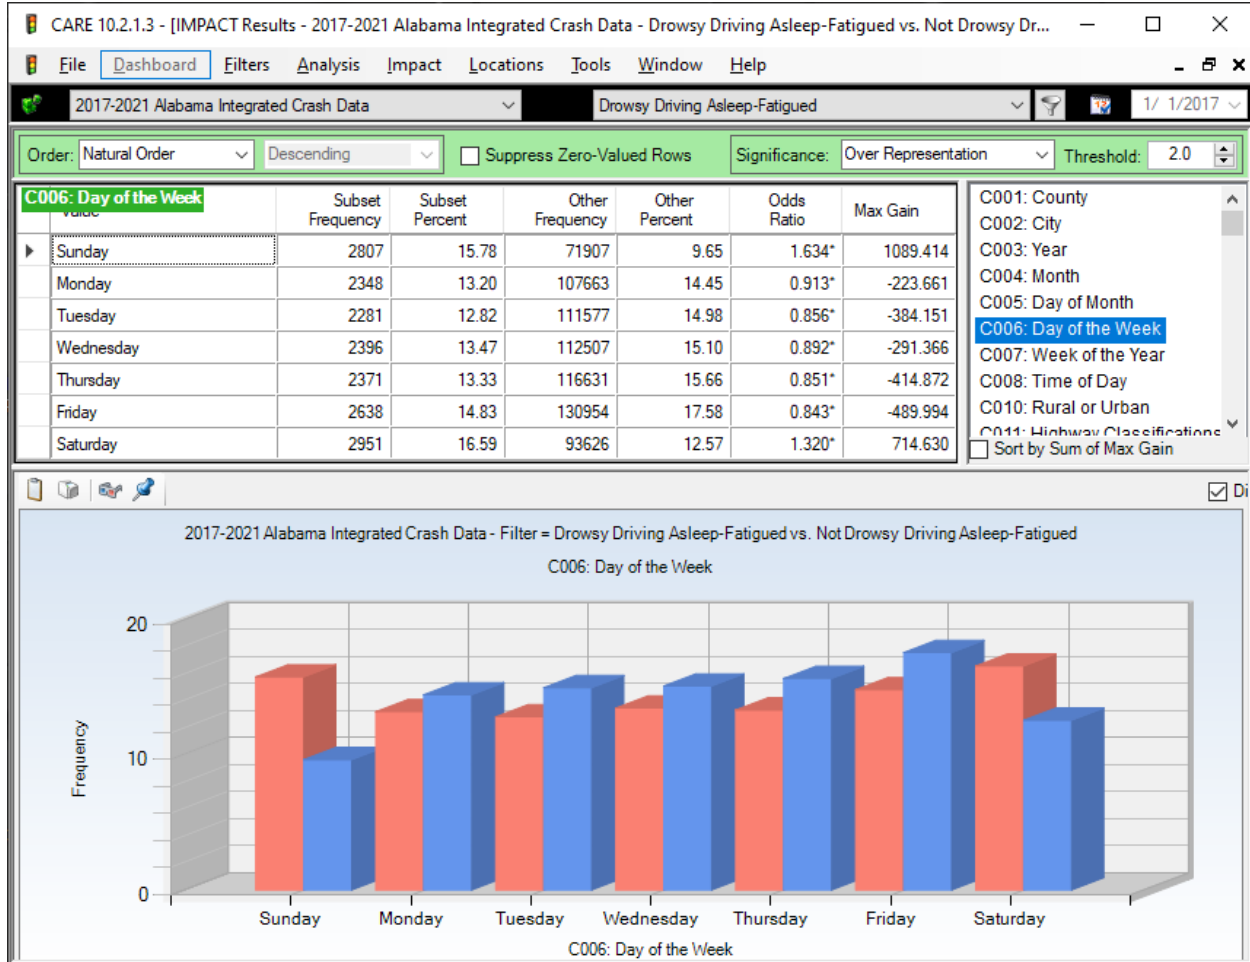 CARE 10.2.1.3 - [IMPACT Results - 2017-2021 Alabama Integrated Crash Data - Drowsy Driving Asleep-Fatigued vs. Not Drowsy Dr...
File Dashboard Filters Analysis Impact Locations Tools Window Help
2017-2021 Alabama Integrated Crash Data Drowsy Driving Asleep-Fatigued 1/ 1/2017
Order: Natural Order Descending Suppress Zero-Valued Rows Significance: Over Representation Threshold: 2.0
C006: Day of the Week Subset Frequency Subset Percent Other Frequency Other Percent Odds Ratio Max Gain
Sunday 2807 15.78 71907 9.65 1.634* 1089.414
Monday 2348 13.20 107663 14.45 0.913* -223.661
Tuesday 2281 12.82 111577 14.98 0.856* -384.151
Wednesday 2396 13.47 112507 15.10 0.892* -291.366
Thursday 2371 13.33 116631 15.66 0.851* -414.872
Friday 2638 14.83 130954 17.58 0.843* -489.994
Saturday 2951 16.59 93626 12.57 1.320* 714.630
C001: County
C002: City
C003: Year
C004: Month
C005: Day of Month
C006: Day of the Week
C007: Week of the Year
C008: Time of Day
C010: Rural or Urban
C011: Highway Classifications
Sort by Sum of Max Gain
Di
2017-2021 Alabama Integrated Crash Data - Filter = Drowsy Driving Asleep-Fatigued vs. Not Drowsy Driving Asleep-Fatigued
C006: Day of the Week
20
10
0
Frequency
Sunday Monday Tuesday Wednesday Thursday Friday Saturday
C006: Day of the Week